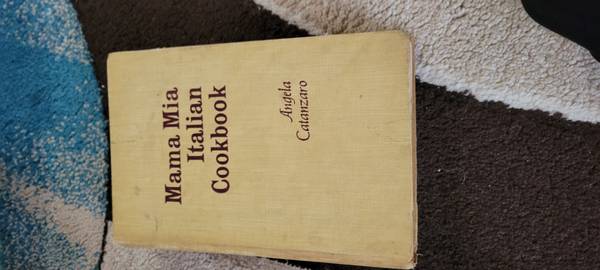 Mama Mia
Italian
Cookbook
Angela
Catanzaro